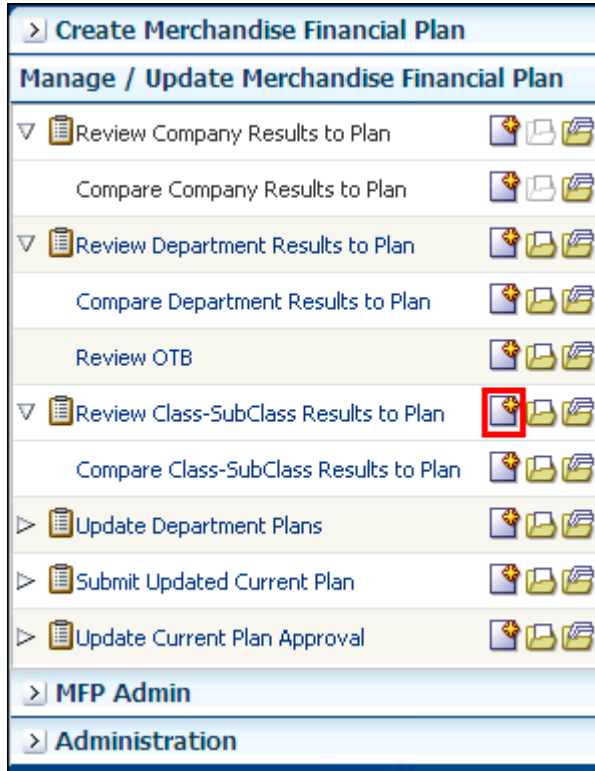 Create Merchandise Financial Plan
Manage / Update Merchandise Financial Plan
Review Company Results to Plan
Compare Company Results to Plan
Review Department Results to Plan
Compare Department Results to Plan
Review OTB
Review Class-SubClass Results to Plan
Compare Class-SubClass Results to Plan
Update Department Plans
Submit Updated Current Plan
Update Current Plan Approval
MFP Admin
Administration